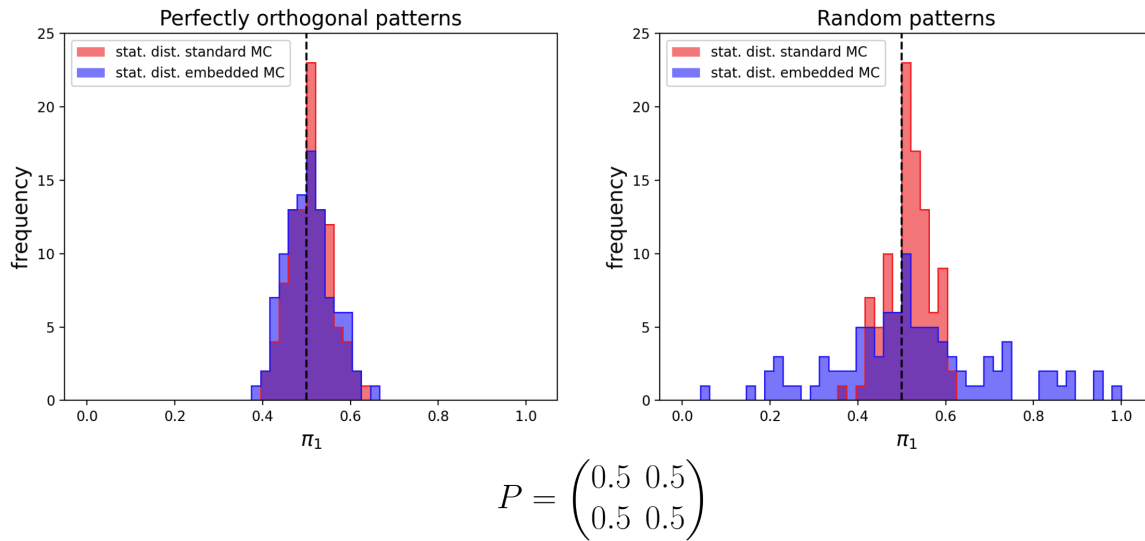 Perfectly orthogonal patterns
25
stat. dist. standard MC
stat. dist. embedded MC
20
15
10
5
0
frequency
0.0 0.2 0.4 0.6 0.8 1.0
π₁
Random patterns
25
stat. dist. standard MC
stat. dist. embedded MC
20
15
10
5
0
frequency
0.0 0.2 0.4 0.6 0.8 1.0
π₁
P = (0.5 0.5
0.5 0.5)